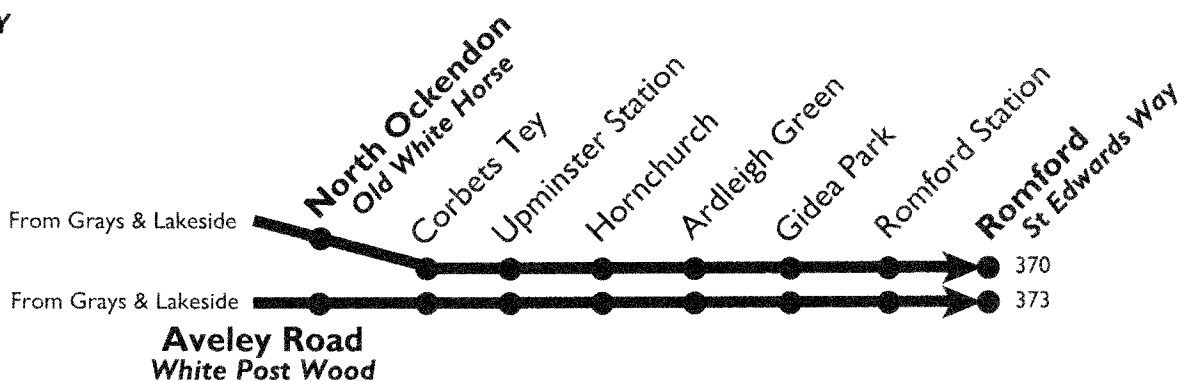 Y
North Ockendon
Old White Horse
Corbets Tey
Upminster Station
Hornchurch
Ardleigh Green
Gidea Park
Romford Station
Romford
St Edwards Way
From Grays & Lakeside
370
From Grays & Lakeside
373
Aveley Road
White Post Wood